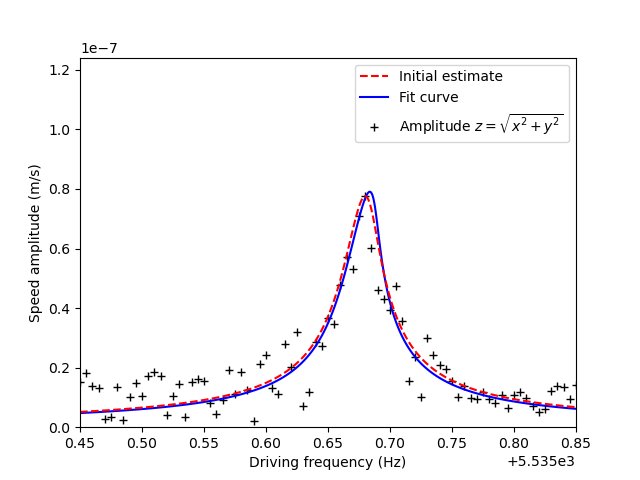 1e−7
1.2
1.0
0.8
0.6
0.4
0.2
0.0
Speed amplitude (m/s)
Initial estimate
Fit curve
Amplitude $z = \sqrt{x^2 + y^2}$
0.45 0.50 0.55 0.60 0.65 0.70 0.75 0.80 0.85
Driving frequency (Hz)
+5.535e3